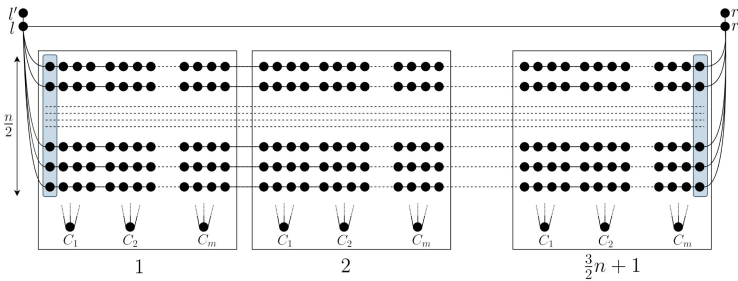 l′ r
l r
n/2
C₁ C₂ Cₘ C₁ C₂ Cₘ C₁ C₂ Cₘ
1 2 3/2n + 1